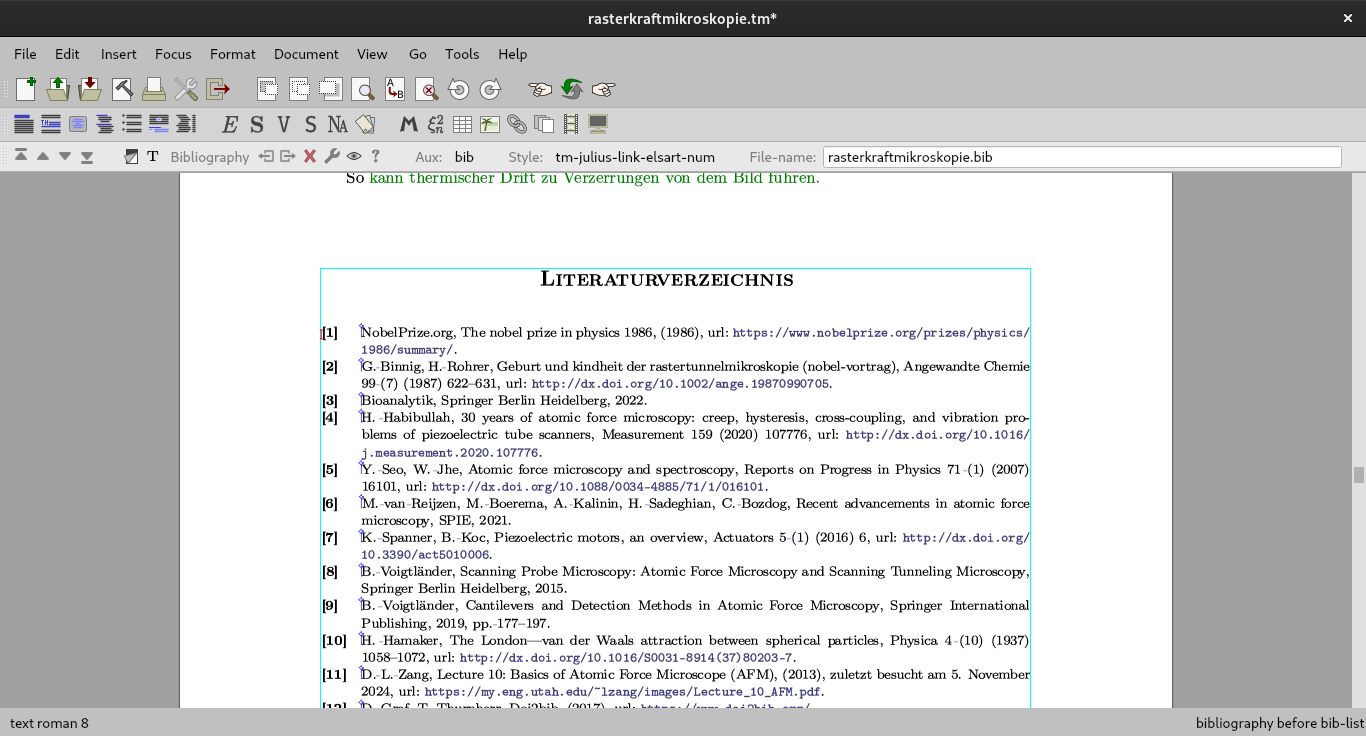 rasterkraftmikroskopie.tm*
File Edit Insert Focus Format Document View Go Tools Help
Bibliography Aux: bib Style: tm-julius-link-elsart-num File-name: rasterkraftmikroskopie.bib
So kann thermischer Drift zu Verzerrungen von dem Bild führen.
Literaturverzeichnis
[1] NobelPrize.org, The nobel prize in physics 1986, (1986), url: https://www.nobelprize.org/prizes/physics/
1986/summary/.
[2] G. Binnig, H. Rohrer, Geburt und kindheit der rastertunnelmikroskopie (nobel-vortrag), Angewandte Chemie
99 (7) (1987) 622–631, url: http://dx.doi.org/10.1002/ange.19870990705.
[3] Bioanalytik, Springer Berlin Heidelberg, 2022.
[4] H. Habibullah, 30 years of atomic force microscopy: creep, hysteresis, cross-coupling, and vibration pro-
blems of piezoelectric tube scanners, Measurement 159 (2020) 107776, url: http://dx.doi.org/10.1016/
j.measurement.2020.107776.
[5] Y. Seo, W. Jhe, Atomic force microscopy and spectroscopy, Reports on Progress in Physics 71 (1) (2007)
16101, url: http://dx.doi.org/10.1088/0034-4885/71/1/016101.
[6] M. van Reijzen, M. Boerema, A. Kalinin, H. Sadeghian, C. Bozdog, Recent advancements in atomic force
microscopy, SPIE, 2021.
[7] K. Spanner, B. Koc, Piezoelectric motors, an overview, Actuators 5 (1) (2016) 6, url: http://dx.doi.org/
10.3390/act5010006.
[8] B. Voigtländer, Scanning Probe Microscopy: Atomic Force Microscopy and Scanning Tunneling Microscopy,
Springer Berlin Heidelberg, 2015.
[9] B. Voigtländer, Cantilevers and Detection Methods in Atomic Force Microscopy, Springer International
Publishing, 2019, pp. 177–197.
[10] H. Hamaker, The London—van der Waals attraction between spherical particles, Physica 4 (10) (1937)
1058–1072, url: http://dx.doi.org/10.1016/S0031-8914(37)80203-7.
[11] D. L. Zang, Lecture 10: Basics of Atomic Force Microscope (AFM), (2013), zuletzt besucht am 5. November
2024, url: https://my.eng.utah.edu/~lzang/images/Lecture_10_AFM.pdf.
text roman 8 bibliography before bib-list